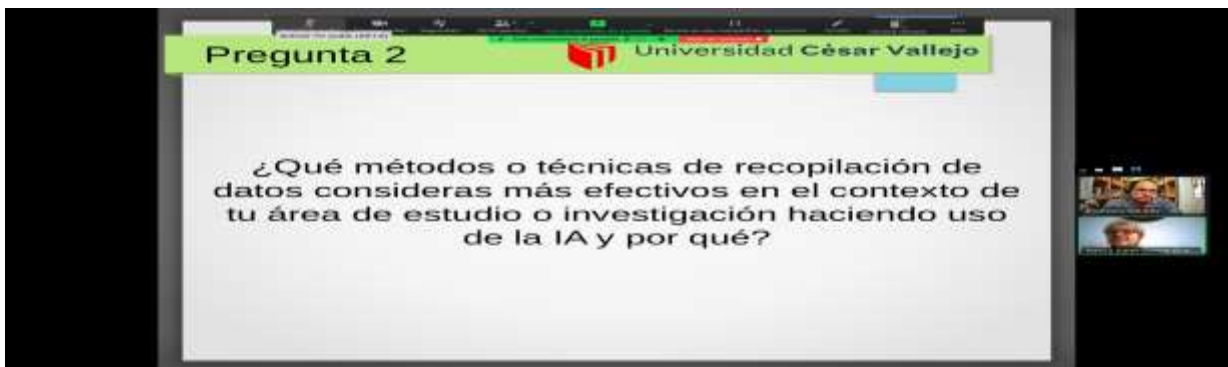 Pregunta 2
Universidad César Vallejo
¿Qué métodos o técnicas de recopilación de
datos consideras más efectivos en el contexto de
tu área de estudio o investigación haciendo uso
de la IA y por qué?